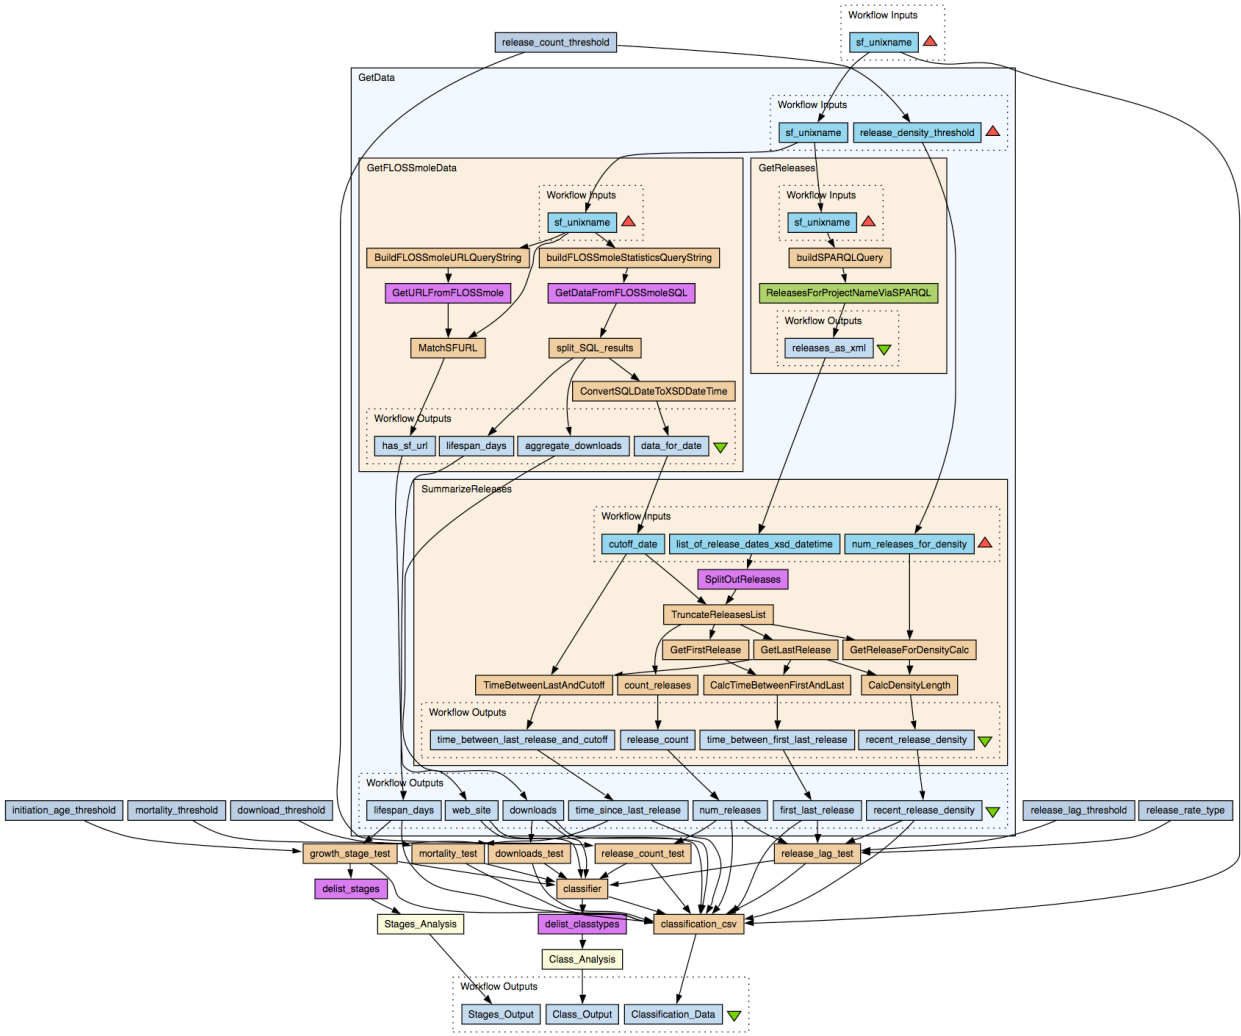 Workflow Inputs
release_count_threshold
sf_unixname
GetData
Workflow Inputs
sf_unixname
release_density_threshold
GetFLOSSmoleData
GetReleases
Workflow Inputs
Workflow Inputs
sf_unixname
sf_unixname
BuildFLOSSmoleURLQueryString
buildFLOSSmoleStatisticsQueryString
buildSPARQLQuery
GetURLFromFLOSSmole
GetDataFromFLOSSmoleSQL
ReleasesForProjectNameViaSPARQL
Workflow Outputs
MatchSFURL
split_SQL_results
releases_as_xml
ConvertSQLDateToXSDDateTime
Workflow Outputs
has_sf_url
lifespan_days
aggregate_downloads
data_for_date
SummarizeReleases
Workflow Inputs
cutoff_date
list_of_release_dates_xsd_datetime
num_releases_for_density
SplitOutReleases
TruncateReleasesList
GetFirstRelease
GetLastRelease
GetReleaseForDensityCalc
TimeBetweenLastAndCutoff
count_releases
CalcTimeBetweenFirstAndLast
CalcDensityLength
Workflow Outputs
time_between_last_release_and_cutoff
release_count
time_between_first_last_release
recent_release_density
Workflow Outputs
initiation_age_threshold
mortality_threshold
download_threshold
lifespan_days
web_site
downloads
time_since_last_release
num_releases
first_last_release
recent_release_density
release_lag_threshold
release_rate_type
growth_stage_test
mortality_test
downloads_test
release_count_test
release_lag_test
delist_stages
classifier
Stages_Analysis
delist_classtypes
classification_csv
Class_Analysis
Workflow Outputs
Stages_Output
Class_Output
Classification_Data